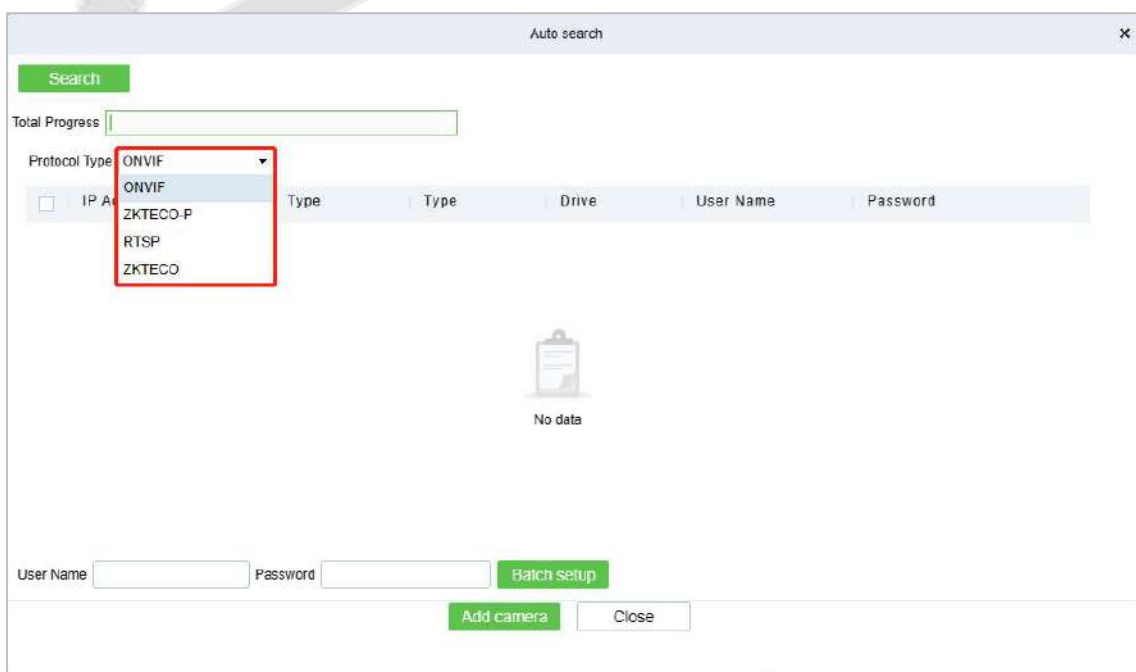 Auto search ×
Search
Total Progress
Protocol Type ONVIF
ONVIF
ZKTECO-P
RTSP
ZKTECO
IP A Type Type Drive User Name Password
No data
User Name Password Batch setup
Add camera Close